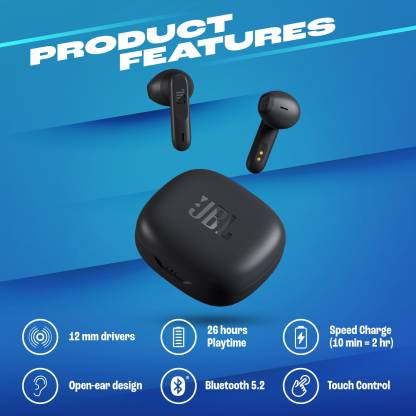 PRODUCT
FEATURES
JBL
JBL
12 mm drivers
26 hours
Playtime
Speed Charge
(10 min = 2 hr)
Open-ear design
Bluetooth 5.2
Touch Control